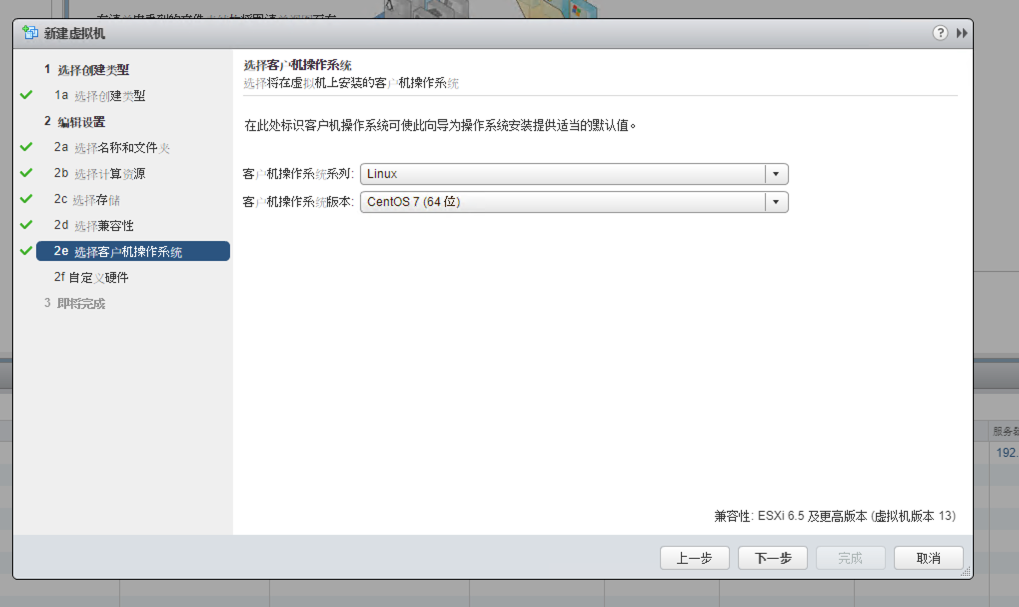 新建虚拟机
1 选择创建类型
1a 选择创建类型
2 编辑设置
2a 选择名称和文件夹
2b 选择计算资源
2c 选择存储
2d 选择兼容性
2e 选择客户机操作系统
2f 自定义硬件
3 即将完成
选择客户机操作系统
选择将在虚拟机上安装的客户机操作系统
在此处标识客户机操作系统可使此向导为操作系统安装提供适当的默认值。
客户机操作系统系列: Linux
客户机操作系统版本: CentOS 7 (64 位)
兼容性: ESXi 6.5 及更高版本 (虚拟机版本 13)
上一步 下一步 完成 取消
服务器
192.